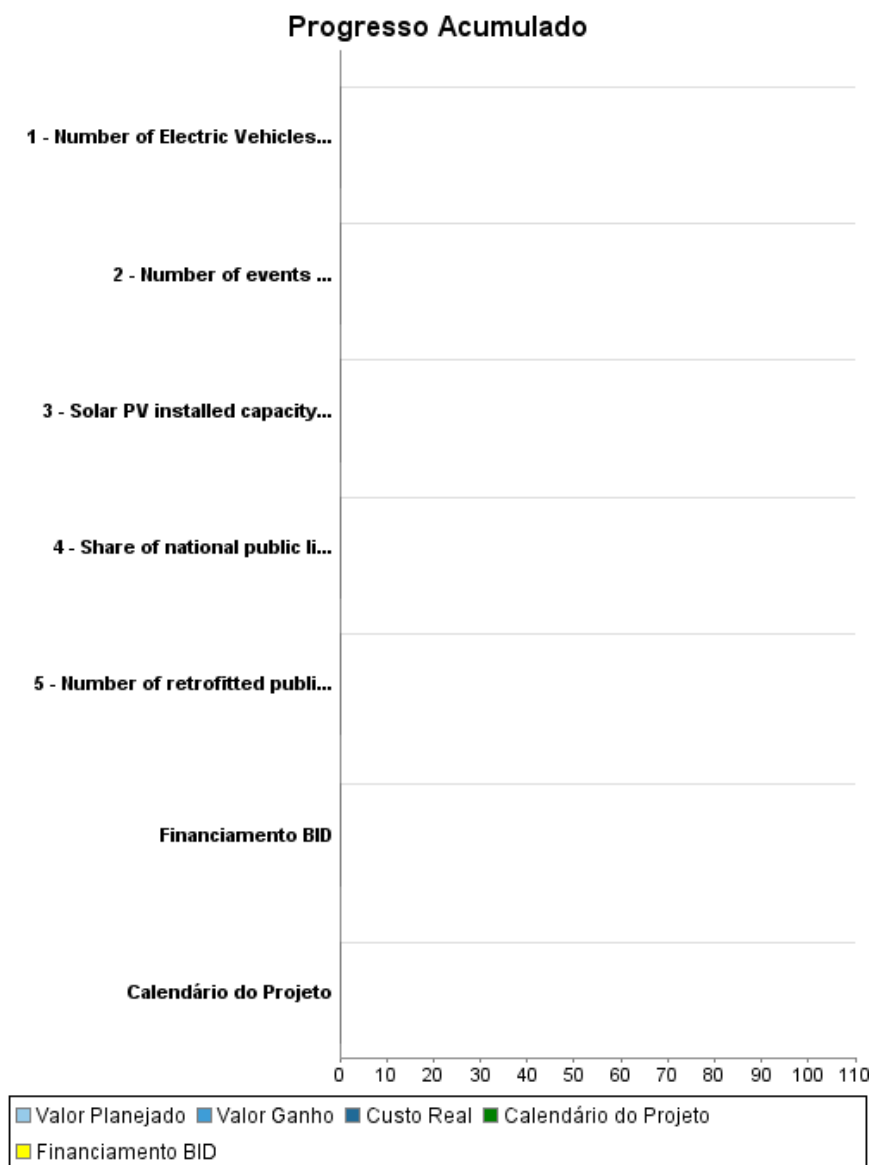 Progresso Acumulado
1 - Number of Electric Vehicles...
2 - Number of events ...
3 - Solar PV installed capacity...
4 - Share of national public li...
5 - Number of retrofitted publi...
Financiamento BID
Calendário do Projeto
0 10 20 30 40 50 60 70 80 90 100 110
Valor Planejado Valor Ganho Custo Real Calendário do Projeto
Financiamento BID